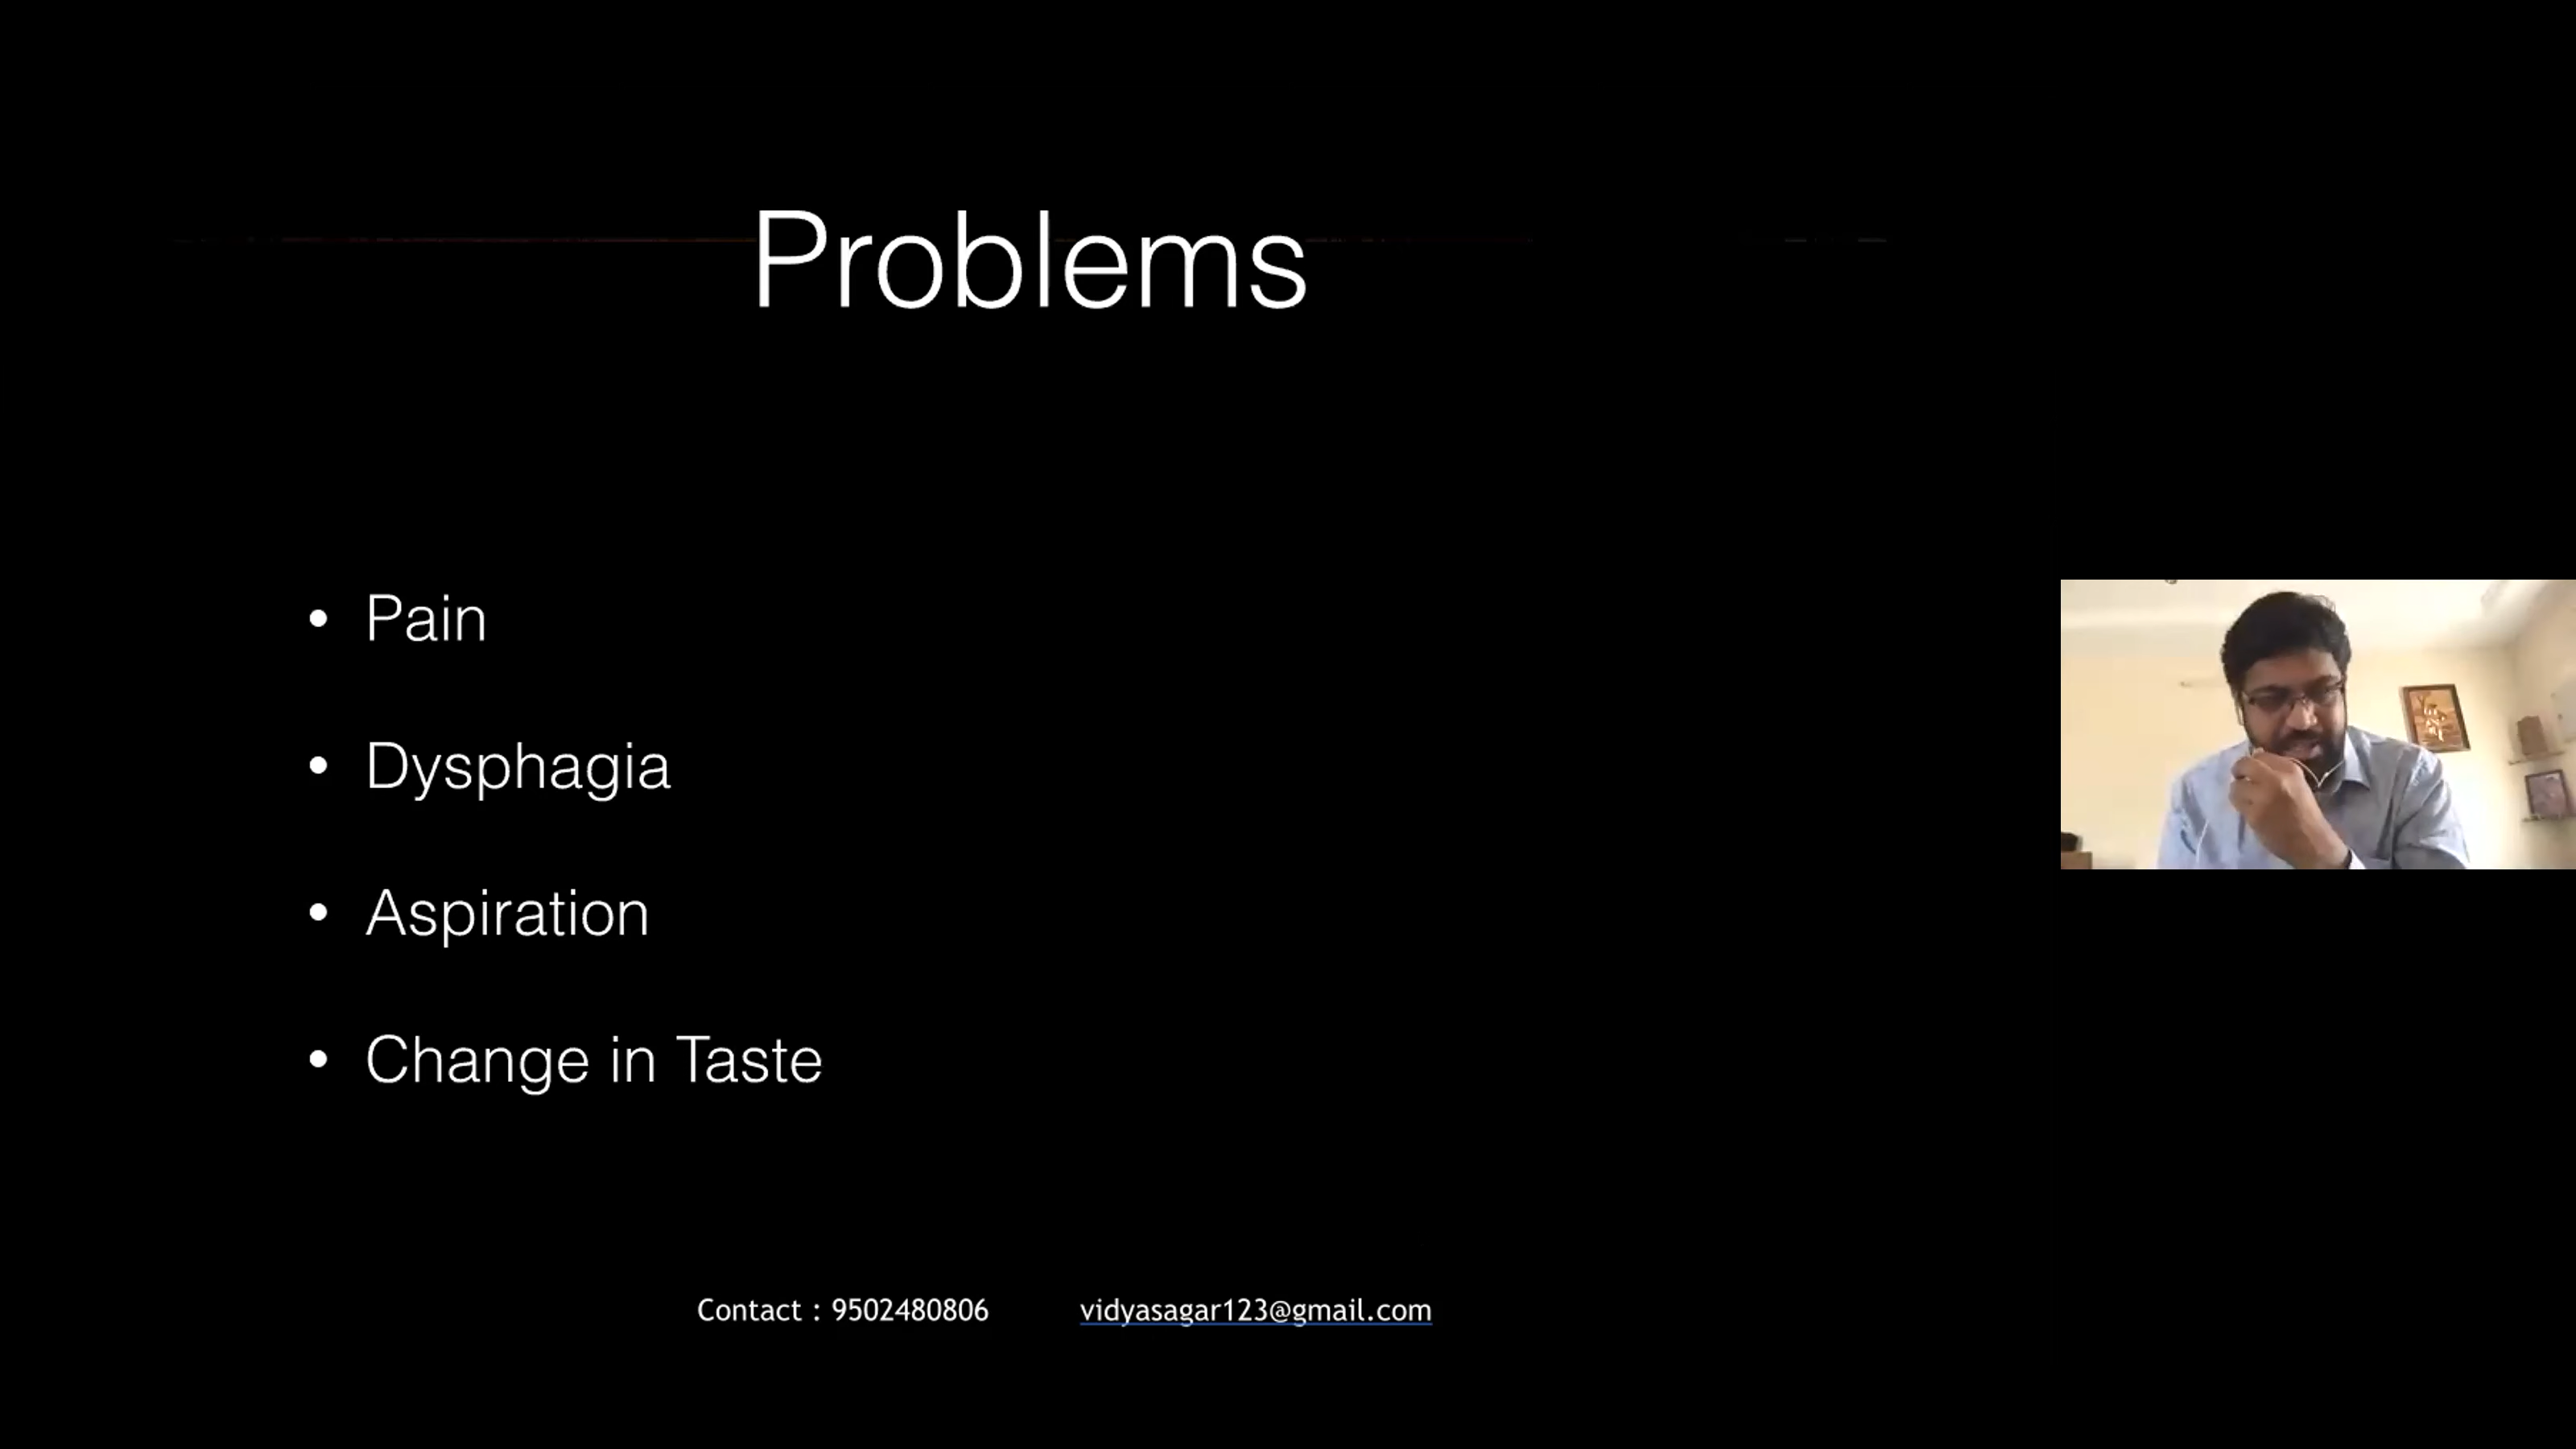 Problems
• Pain
• Dysphagia
• Aspiration
• Change in Taste
Contact : 9502480806 vidyasagar123@gmail.com